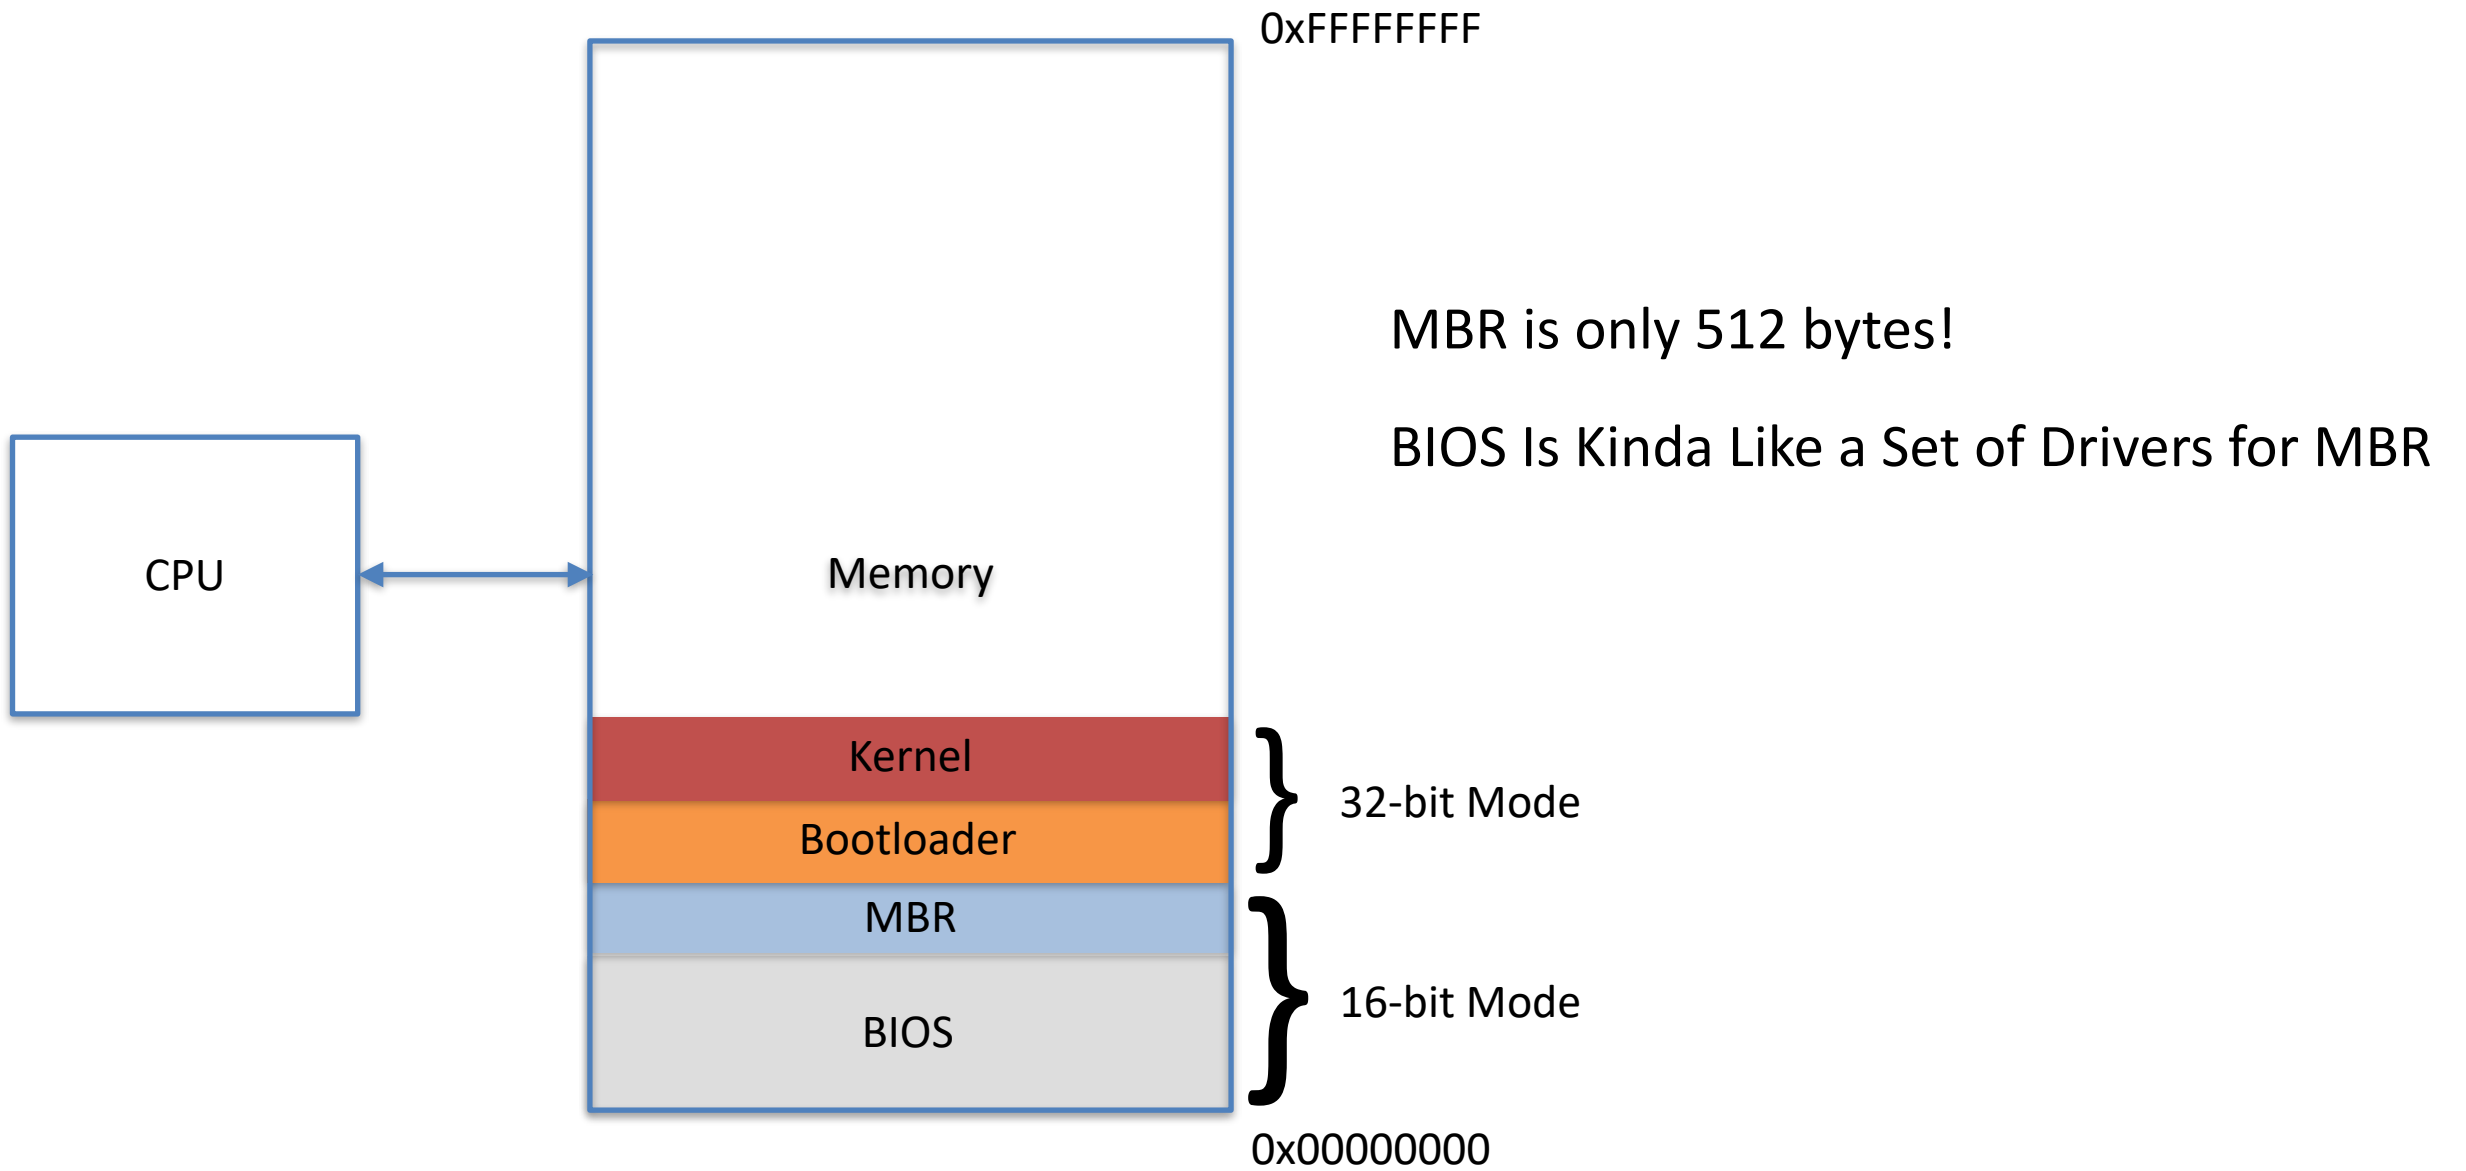 0xFFFFFFFF
MBR is only 512 bytes!
BIOS Is Kinda Like a Set of Drivers for MBR
CPU
Memory
Kernel
32-bit Mode
Bootloader
MBR
16-bit Mode
BIOS
0x00000000